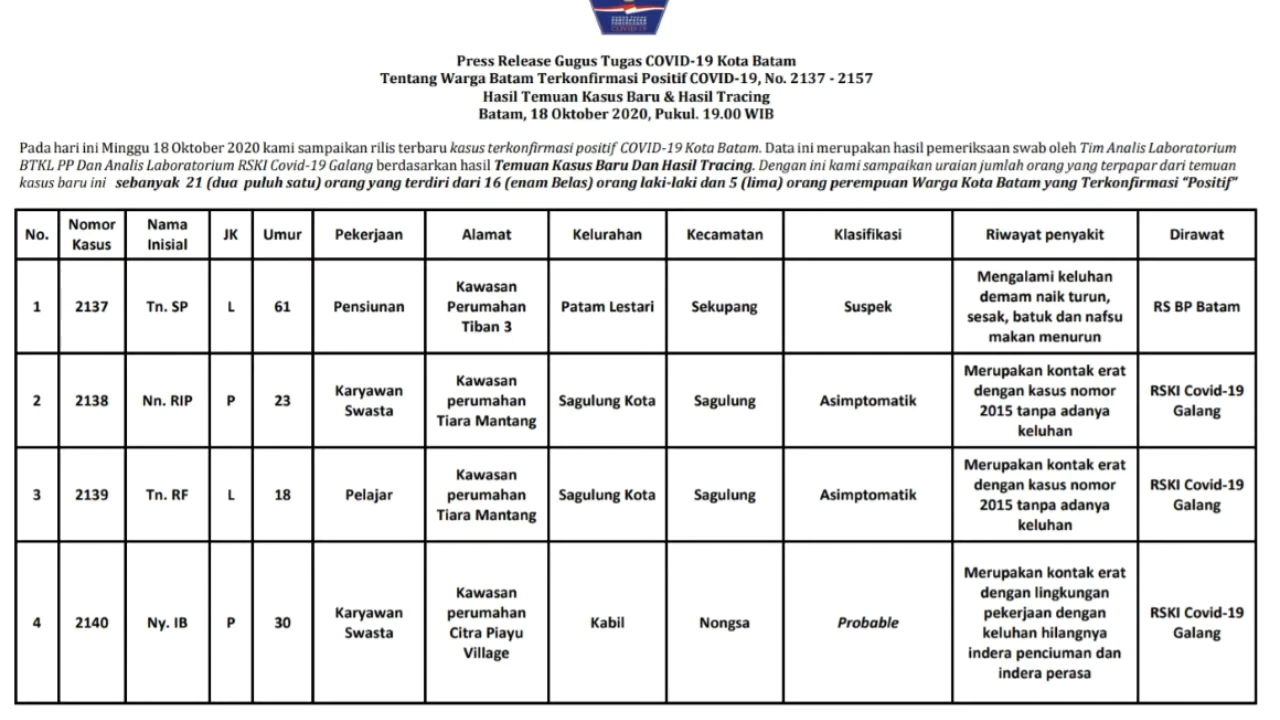 COVID-19
Press Release Gugus Tugas COVID-19 Kota Batam
Tentang Warga Batam Terkonfirmasi Positif COVID-19, No. 2137 - 2157
Hasil Temuan Kasus Baru & Hasil Tracing
Batam, 18 Oktober 2020, Pukul. 19.00 WIB
Pada hari ini Minggu 18 Oktober 2020 kami sampaikan rilis terbaru kasus terkonfirmasi positif COVID-19 Kota Batam. Data ini merupakan hasil pemeriksaan swab oleh Tim Analis Laboratorium
BTKL PP Dan Analis Laboratorium RSKI Covid-19 Galang berdasarkan hasil Temuan Kasus Baru Dan Hasil Tracing. Dengan ini kami sampaikan uraian jumlah orang yang terpapar dari temuan
kasus baru ini sebanyak 21 (dua puluh satu) orang yang terdiri dari 16 (enam Belas) orang laki-laki dan 5 (lima) orang perempuan Warga Kota Batam yang Terkonfirmasi “Positif”
No. Nomor Kasus Nama Inisial JK Umur Pekerjaan Alamat Kelurahan Kecamatan Klasifikasi Riwayat penyakit Dirawat
1 2137 Tn. SP L 61 Pensiunan
Kawasan
Perumahan
Tiban 3
Patam Lestari Sekupang Suspek
Mengalami keluhan
demam naik turun,
sesak, batuk dan nafsu
makan menurun
RS BP Batam
2 2138 Nn. RIP P 23
Karyawan
Swasta
Kawasan
perumahan
Tiara Mantang
Sagulung Kota Sagulung Asimptomatik
Merupakan kontak erat
dengan kasus nomor
2015 tanpa adanya
keluhan
RSKI Covid-19
Galang
3 2139 Tn. RF L 18 Pelajar
Kawasan
perumahan
Tiara Mantang
Sagulung Kota Sagulung Asimptomatik
Merupakan kontak erat
dengan kasus nomor
2015 tanpa adanya
keluhan
RSKI Covid-19
Galang
4 2140 Ny. IB P 30
Karyawan
Swasta
Kawasan
perumahan
Citra Piayu
Village
Kabil Nongsa Probable
Merupakan kontak erat
dengan lingkungan
pekerjaan dengan
keluhan hilangnya
indera penciuman dan
indera perasa
RSKI Covid-19
Galang